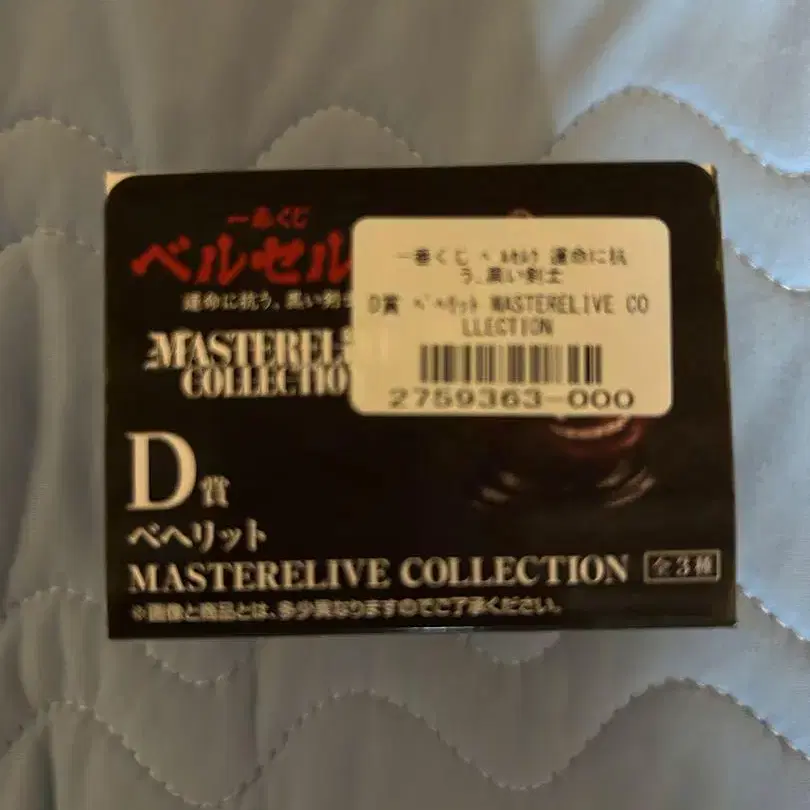 一番くじ
ベルセル
運命に抗う、黒い剣士
MASTEREL
COLLECTIO
一番くじ ベルセルク 運命に抗
う、黒い剣士
D賞 ベヘリット MASTERELIVE CO
LLECTION
2759363-000
D賞
ベヘリット
MASTERELIVE COLLECTION 全3種
※画像と商品とは、多少異なりますのでご了承ください。